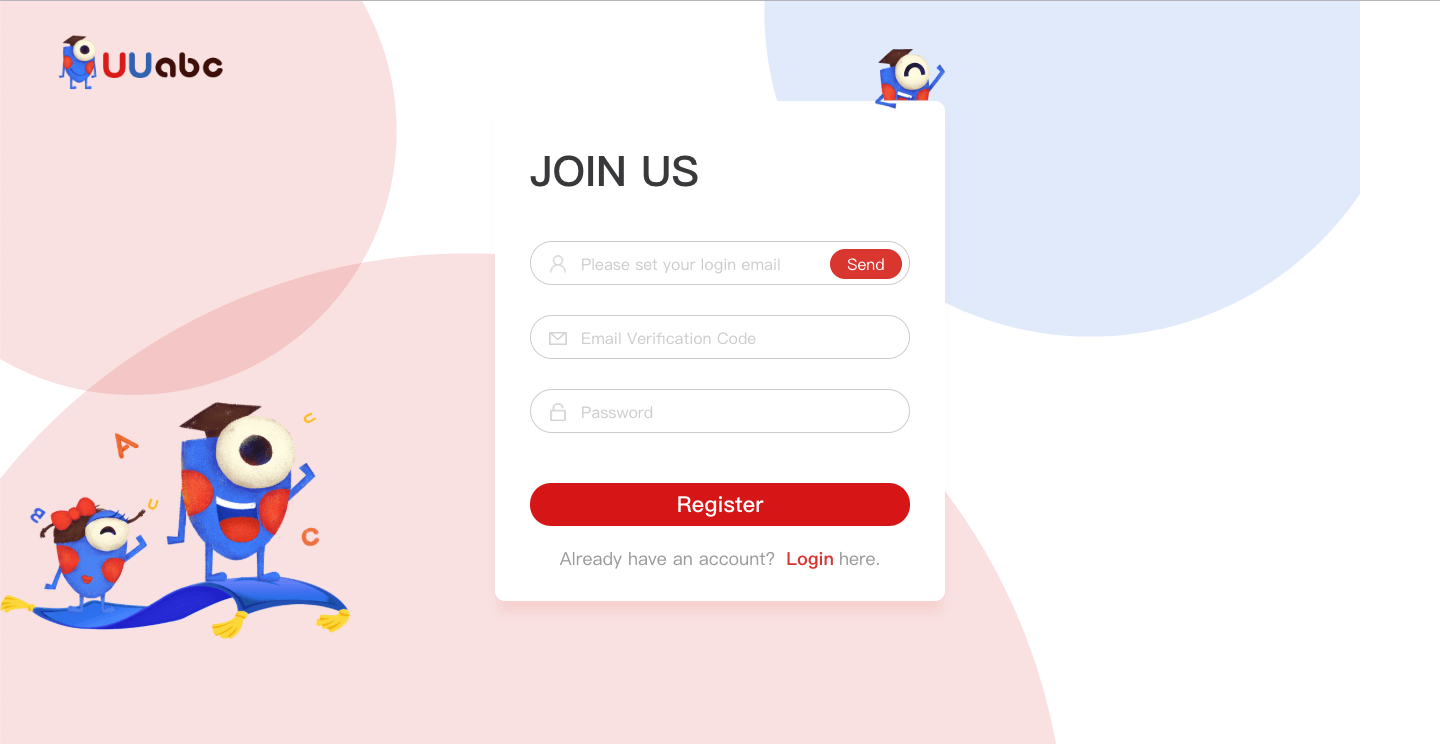 UUabc
JOIN US
Please set your login email
Send
Email Verification Code
Password
Register
Already have an account? Login here.
A
U
B
U
C